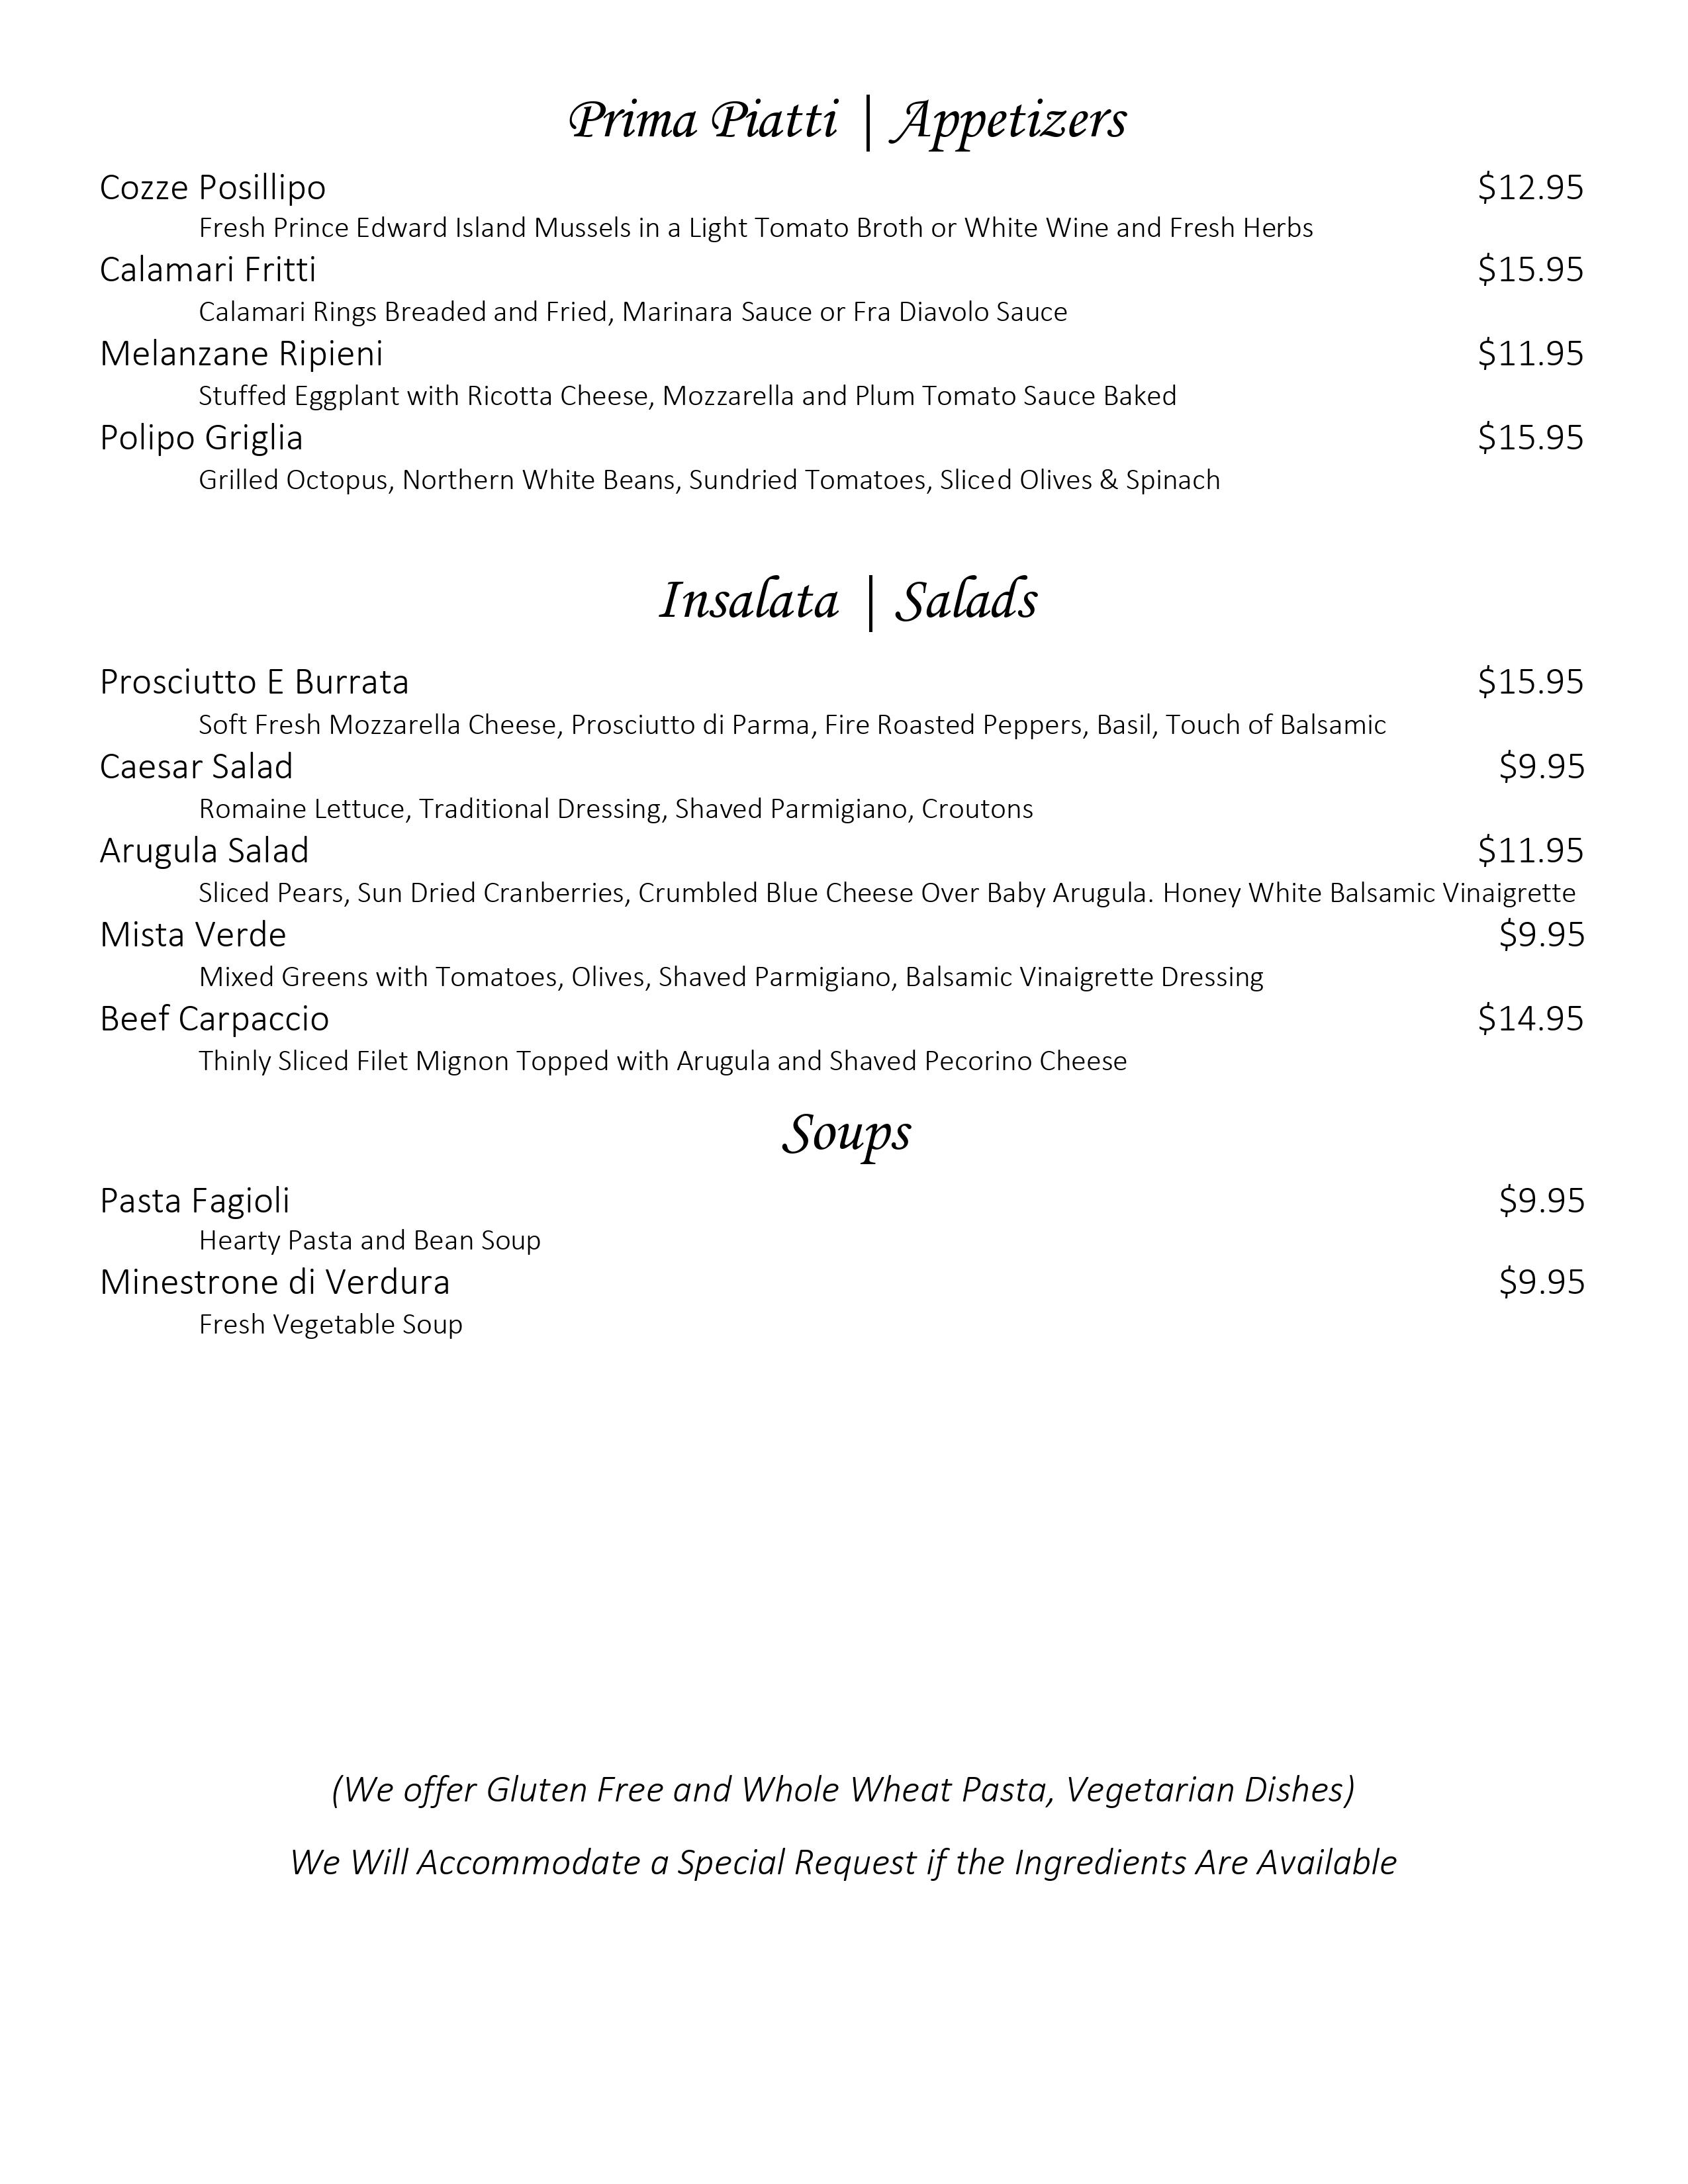 Prima Piatti | Appetizers
Cozze Posillipo $12.95
Fresh Prince Edward Island Mussels in a Light Tomato Broth or White Wine and Fresh Herbs
Calamari Fritti $15.95
Calamari Rings Breaded and Fried, Marinara Sauce or Fra Diavolo Sauce
Melanzane Ripieni $11.95
Stuffed Eggplant with Ricotta Cheese, Mozzarella and Plum Tomato Sauce Baked
Polipo Griglia $15.95
Grilled Octopus, Northern White Beans, Sundried Tomatoes, Sliced Olives & Spinach
Insalata | Salads
Prosciutto E Burrata $15.95
Soft Fresh Mozzarella Cheese, Prosciutto di Parma, Fire Roasted Peppers, Basil, Touch of Balsamic
Caesar Salad $9.95
Romaine Lettuce, Traditional Dressing, Shaved Parmigiano, Croutons
Arugula Salad $11.95
Sliced Pears, Sun Dried Cranberries, Crumbled Blue Cheese Over Baby Arugula. Honey White Balsamic Vinaigrette
Mista Verde $9.95
Mixed Greens with Tomatoes, Olives, Shaved Parmigiano, Balsamic Vinaigrette Dressing
Beef Carpaccio $14.95
Thinly Sliced Filet Mignon Topped with Arugula and Shaved Pecorino Cheese
Soups
Pasta Fagioli $9.95
Hearty Pasta and Bean Soup
Minestrone di Verdura $9.95
Fresh Vegetable Soup
(We offer Gluten Free and Whole Wheat Pasta, Vegetarian Dishes)
We Will Accommodate a Special Request if the Ingredients Are Available